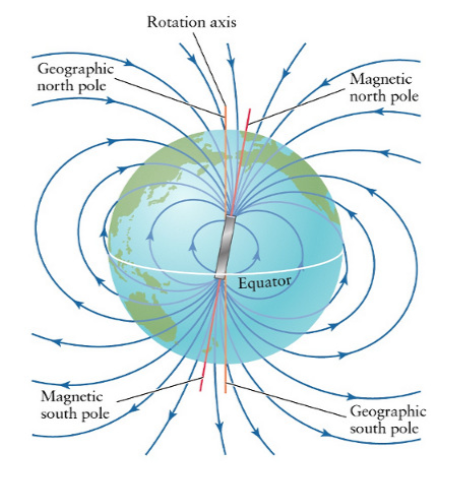 Rotation axis
Geographic
north pole
Magnetic
north pole
Equator
Magnetic
south pole
Geographic
south pole